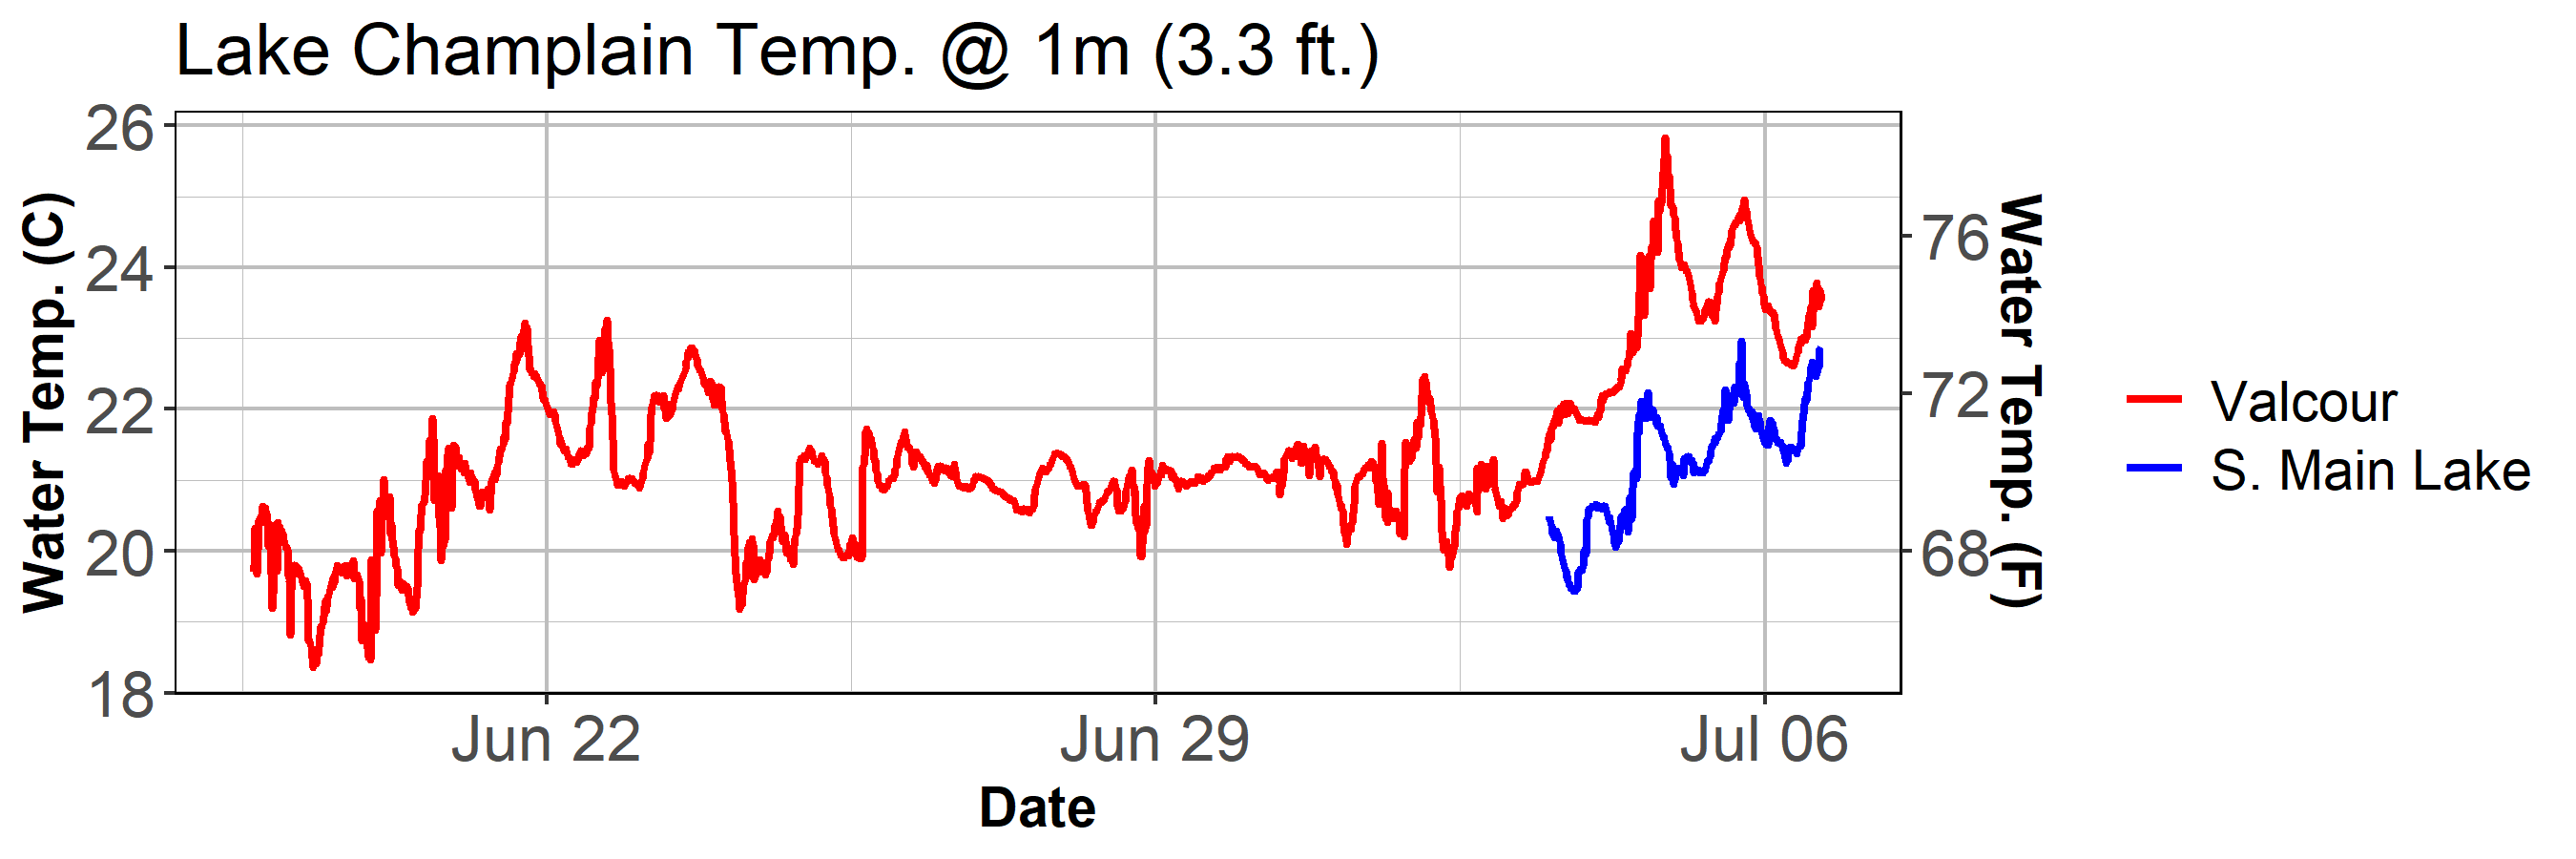 Lake Champlain Temp. @ 1m (3.3 ft.)
Water Temp. (C)
26
24
22
20
18
Jun 22
Jun 29
Jul 06
Date
76
72
68
Water Temp. (F)
Valcour
S. Main Lake